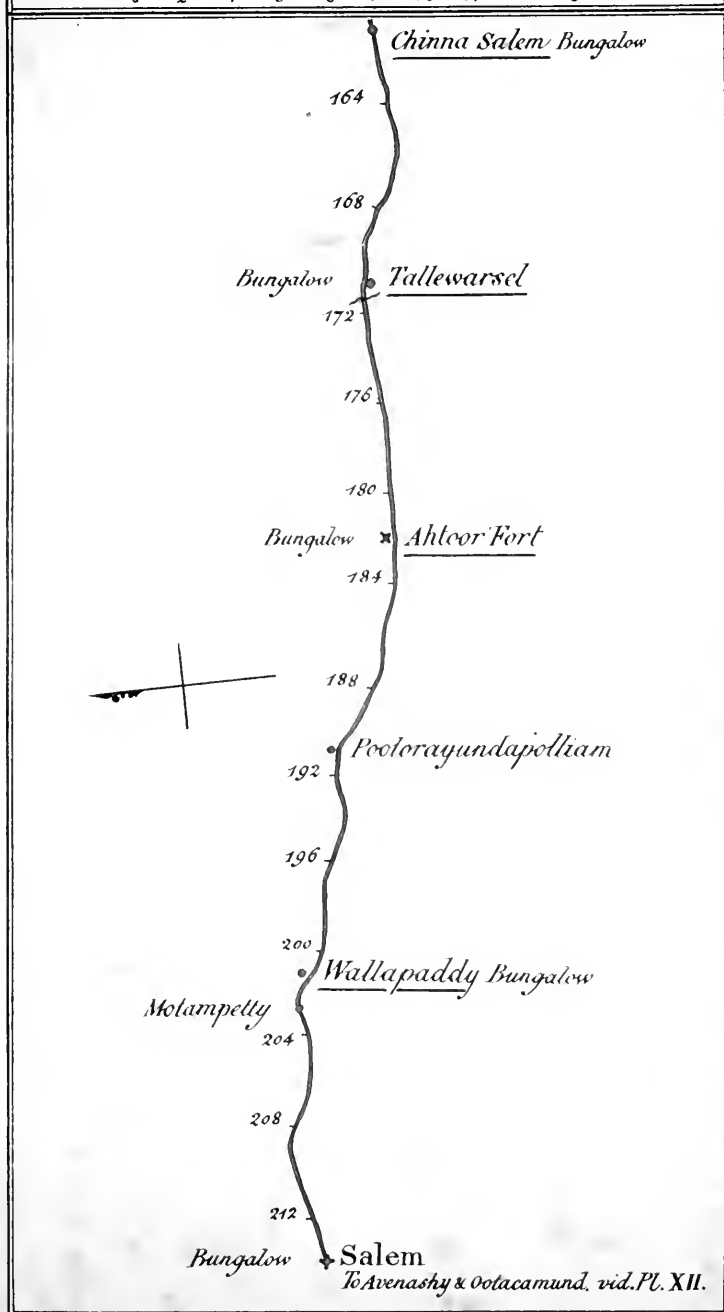 Chinna Salem Bungalow
164
168
Bungalow Tallewarsel
172
176
180
Bungalow Ahtoor Fort
184
188
Pootorayundapolliam
192
196
200
Wallapaddy Bungalow
Motampetty
204
208
212
Bungalow Salem
To Avenashy & Ootacamund. vid. Pl. XII.